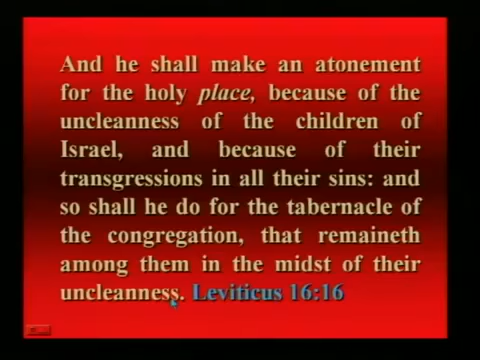 And he shall make an atonement
for the holy place, because of the
uncleanness of the children of
Israel, and because of their
transgressions in all their sins: and
so shall he do for the tabernacle of
the congregation, that remaineth
among them in the midst of their
uncleanness. Leviticus 16:16